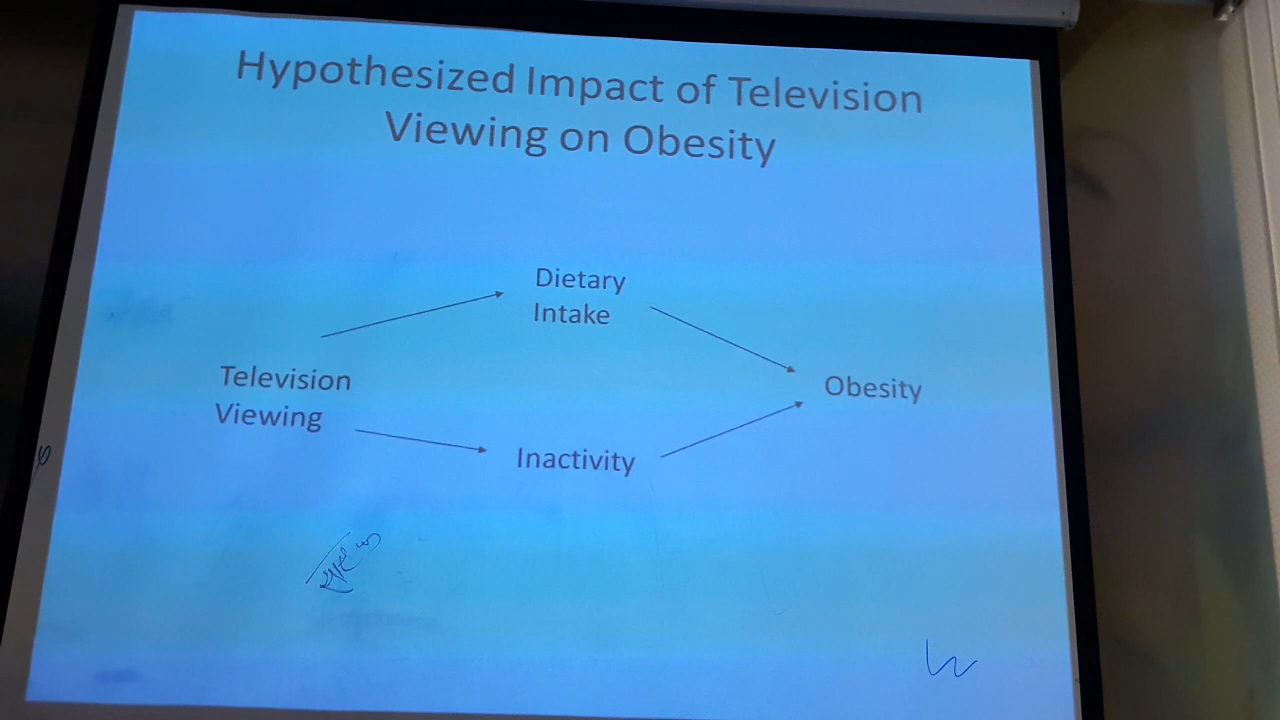 Hypothesized Impact of Television
Viewing on Obesity
Dietary
Intake
Television
Viewing
Obesity
Inactivity